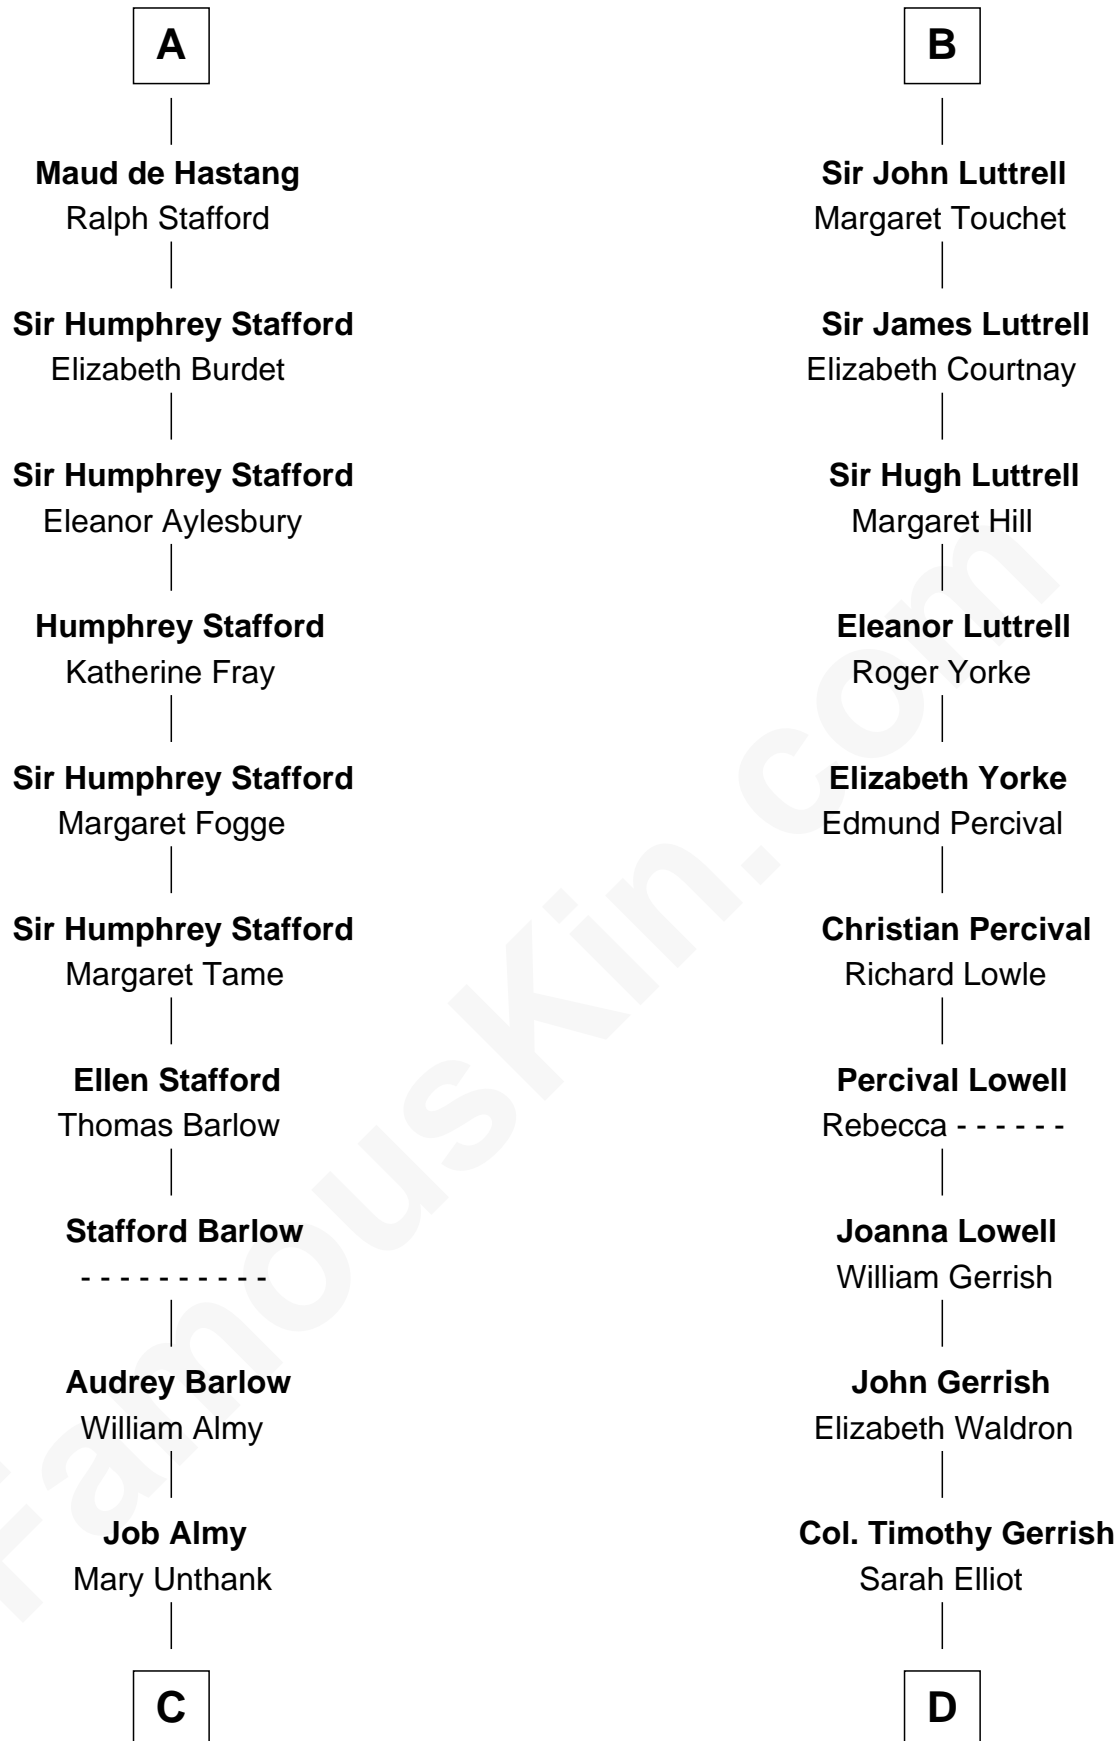 A
Maud de Hastang
Ralph Stafford
Sir Humphrey Stafford
Elizabeth Burdet
Sir Humphrey Stafford
Eleanor Aylesbury
Humphrey Stafford
Katherine Fray
Sir Humphrey Stafford
Margaret Fogge
Sir Humphrey Stafford
Margaret Tame
Ellen Stafford
Thomas Barlow
Stafford Barlow
- - - - - - - - - -
Audrey Barlow
William Almy
Job Almy
Mary Unthank
C
B
Sir John Luttrell
Margaret Touchet
Sir James Luttrell
Elizabeth Courtnay
Sir Hugh Luttrell
Margaret Hill
Eleanor Luttrell
Roger Yorke
Elizabeth Yorke
Edmund Percival
Christian Percival
Richard Lowle
Percival Lowell
Rebecca - - - - - -
Joanna Lowell
William Gerrish
John Gerrish
Elizabeth Waldron
Col. Timothy Gerrish
Sarah Elliot
D
FamousKin.com